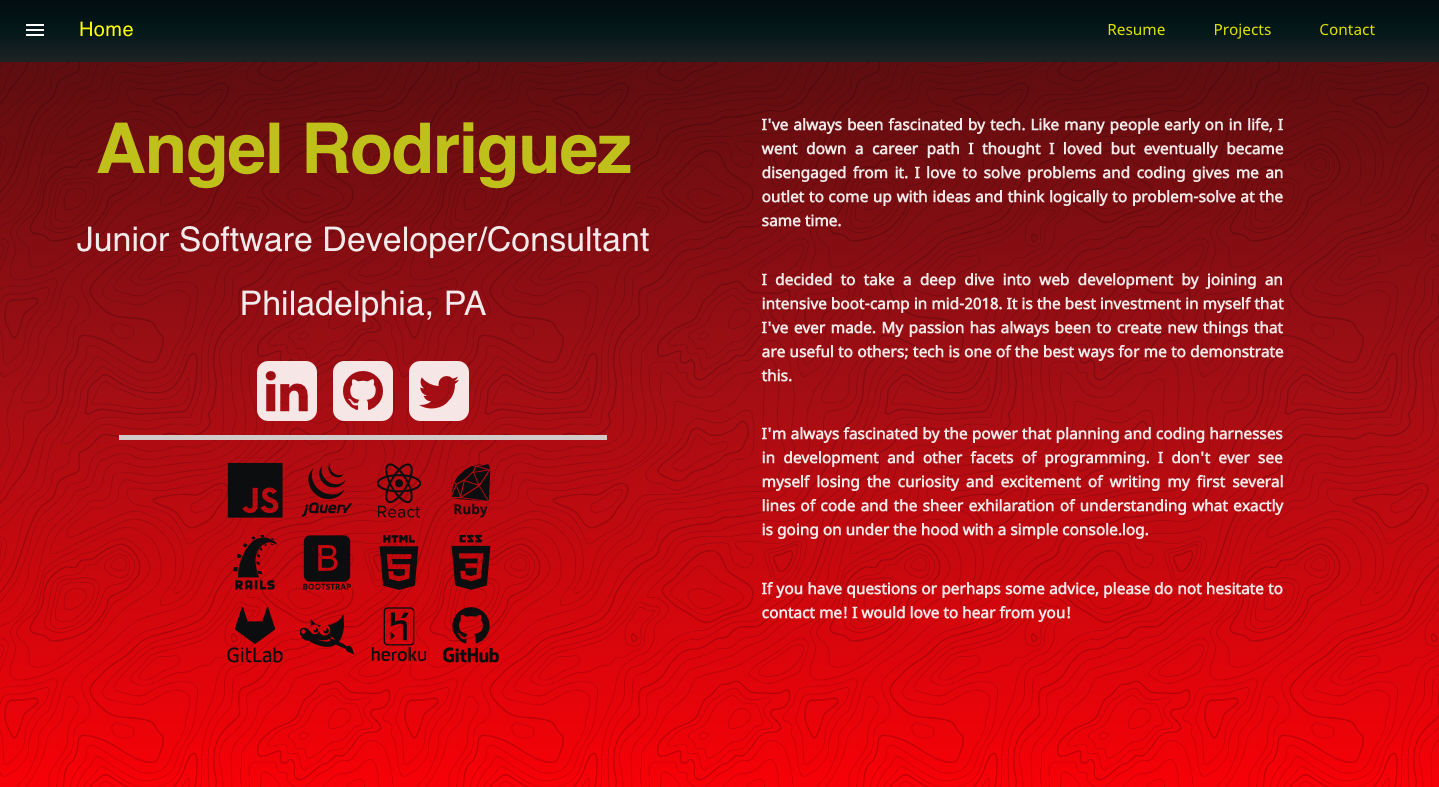 Home
Resume
Projects
Contact
Angel Rodriguez
Junior Software Developer/Consultant
Philadelphia, PA
in
JS
jQuery
React
Ruby
RAILS
B
BOOTSTRAP
HTML
5
CSS
3
GitLab
heroku
GitHub
I've always been fascinated by tech. Like many people early on in life, I
went down a career path I thought I loved but eventually became
disengaged from it. I love to solve problems and coding gives me an
outlet to come up with ideas and think logically to problem-solve at the
same time.
I decided to take a deep dive into web development by joining an
intensive boot-camp in mid-2018. It is the best investment in myself that
I've ever made. My passion has always been to create new things that
are useful to others; tech is one of the best ways for me to demonstrate
this.
I'm always fascinated by the power that planning and coding harnesses
in development and other facets of programming. I don't ever see
myself losing the curiosity and excitement of writing my first several
lines of code and the sheer exhilaration of understanding what exactly
is going on under the hood with a simple console.log.
If you have questions or perhaps some advice, please do not hesitate to
contact me! I would love to hear from you!